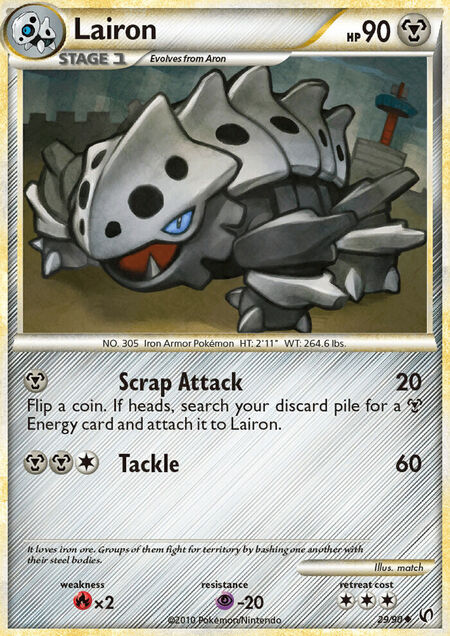 Lairon
HP 90
STAGE 1
Evolves from Aron
NO. 305 Iron Armor Pokémon HT: 2'11" WT: 264.6 lbs.
Scrap Attack 20
Flip a coin. If heads, search your discard pile for a
Energy card and attach it to Lairon.
Tackle 60
It loves iron ore. Groups of them fight for territory by bashing one another with
their steel bodies.
Illus. match
weakness resistance retreat cost
×2 -20
©2010 Pokémon/Nintendo 29/90